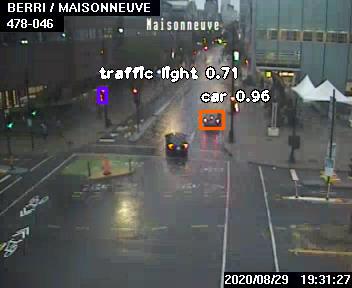 BERRI / MAISONNEUVE
478-046
Maisonneuve
traffic light 0.71
car 0.96
2020/08/29 19:31:27